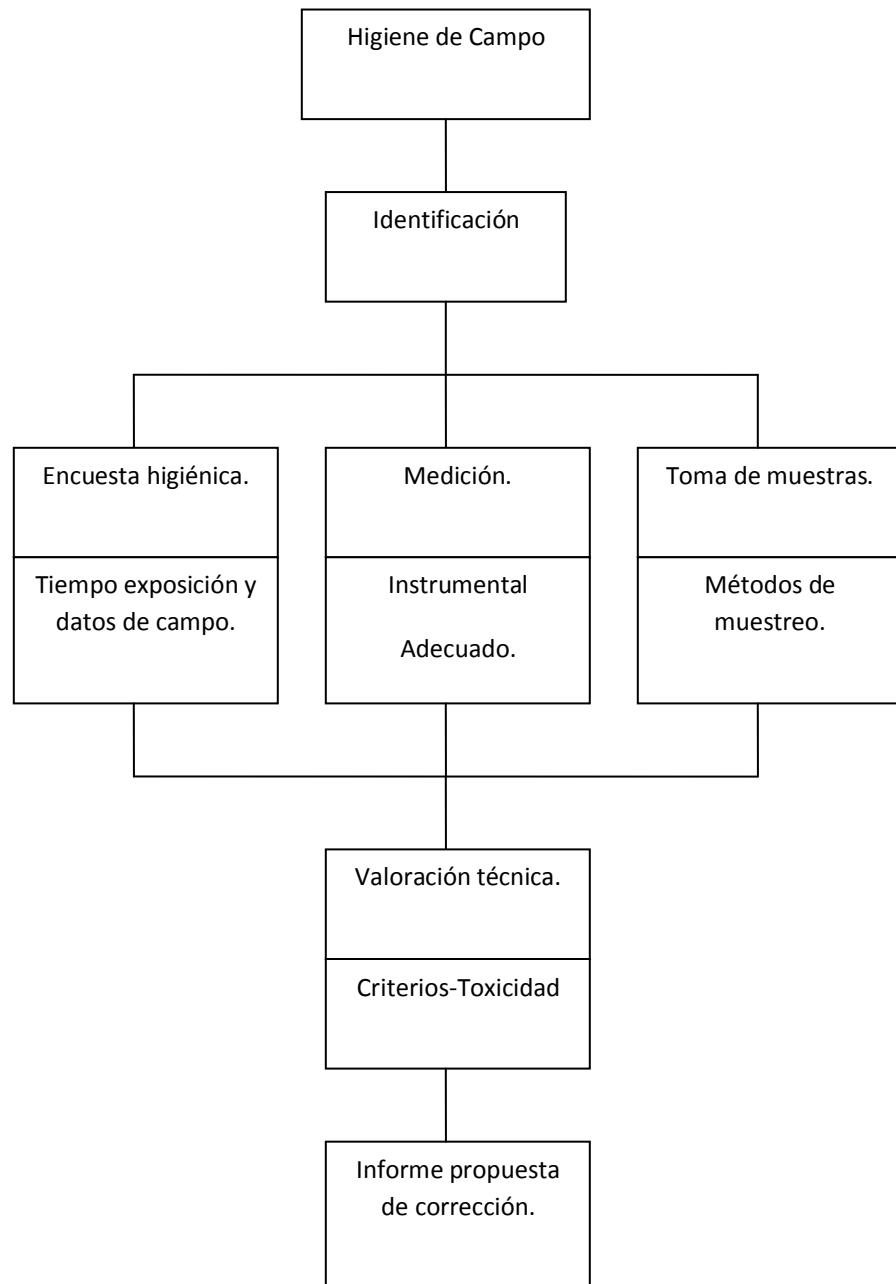 Higiene de Campo
Identificación
Encuesta higiénica.
Tiempo exposición y
datos de campo.
Medición.
Instrumental
Adecuado.
Toma de muestras.
Métodos de
muestreo.
Valoración técnica.
Criterios-Toxicidad
Informe propuesta
de corrección.